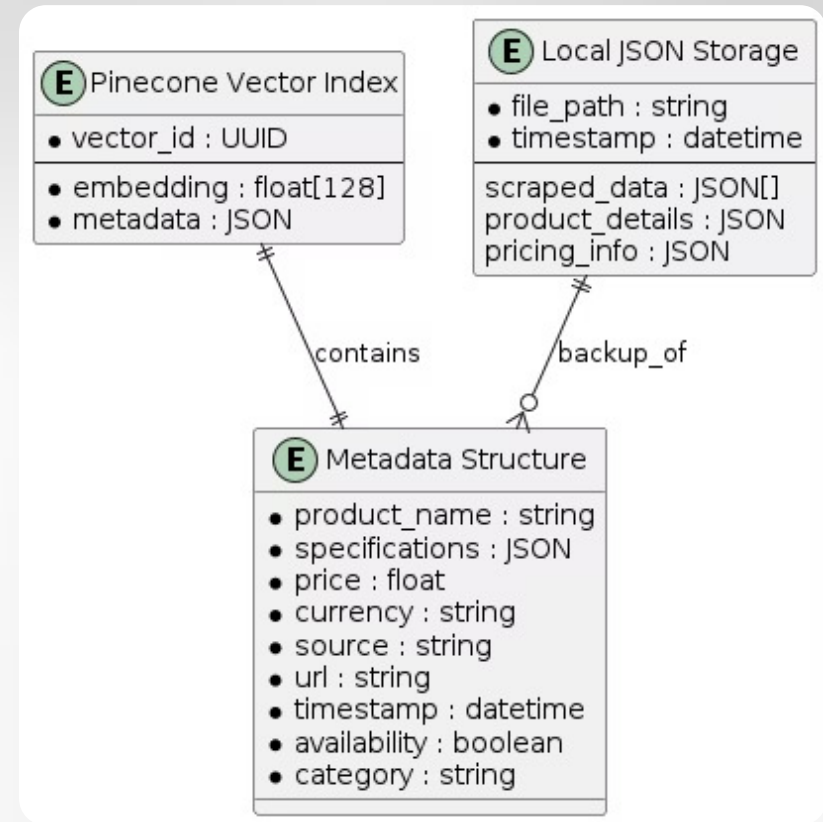 E Pinecone Vector Index
vector_id : UUID
embedding : float[128]
metadata : JSON
E Local JSON Storage
file_path : string
timestamp : datetime
scraped_data : JSON[]
product_details : JSON
pricing_info : JSON
contains
backup_of
E Metadata Structure
product_name : string
specifications : JSON
price : float
currency : string
source : string
url : string
timestamp : datetime
availability : boolean
category : string